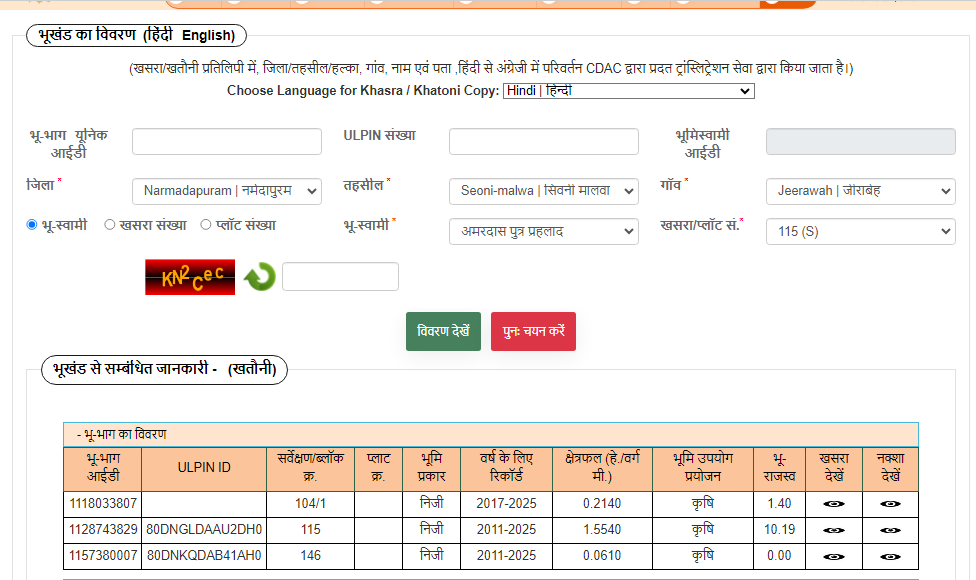 भूखंड का विवरण (हिंदी English)
(खसरा/खतौनी प्रतिलिपी में, जिला/तहसील/हल्का, गांव, नाम एवं पता ,हिंदी से अंग्रेजी में परिवर्तन CDAC द्वारा प्रदत ट्रांस्लिट्रेशन सेवा द्वारा किया जाता है।)
Choose Language for Khasra / Khatoni Copy: Hindi | हिन्दी
भू-भाग यूनिक आईडी ULPIN संख्या भूमिस्वामी आईडी
जिला * Narmadapuram | नर्मदापुरम तहसील * Seoni-malwa | सिवनी मालवा गाँव * Jeerawah | जीराबेह
भू-स्वामी खसरा संख्या प्लॉट संख्या भू-स्वामी * अमरदास पुत्र प्रहलाद खसरा/प्लॉट सं.* 115 (S)
KN2Cec
विवरण देखें पुनः चयन करें
भूखंड से सम्बंधित जानकारी - (खतौनी)
- भू-भाग का विवरण
भू-भाग आईडी ULPIN ID सर्वेक्षण/ब्लॉक क्र. प्लाट क्र. भूमि प्रकार वर्ष के लिए रिकॉर्ड क्षेत्रफल (हे./वर्ग मी.) भूमि उपयोग प्रयोजन भू-राजस्व खसरा देखें नक्शा देखें
1118033807 104/1 निजी 2017-2025 0.2140 कृषि 1.40
1128743829 80DNGLDAAU2DH0 115 निजी 2011-2025 1.5540 कृषि 10.19
1157380007 80DNKQDAB41AH0 146 निजी 2011-2025 0.0610 कृषि 0.00